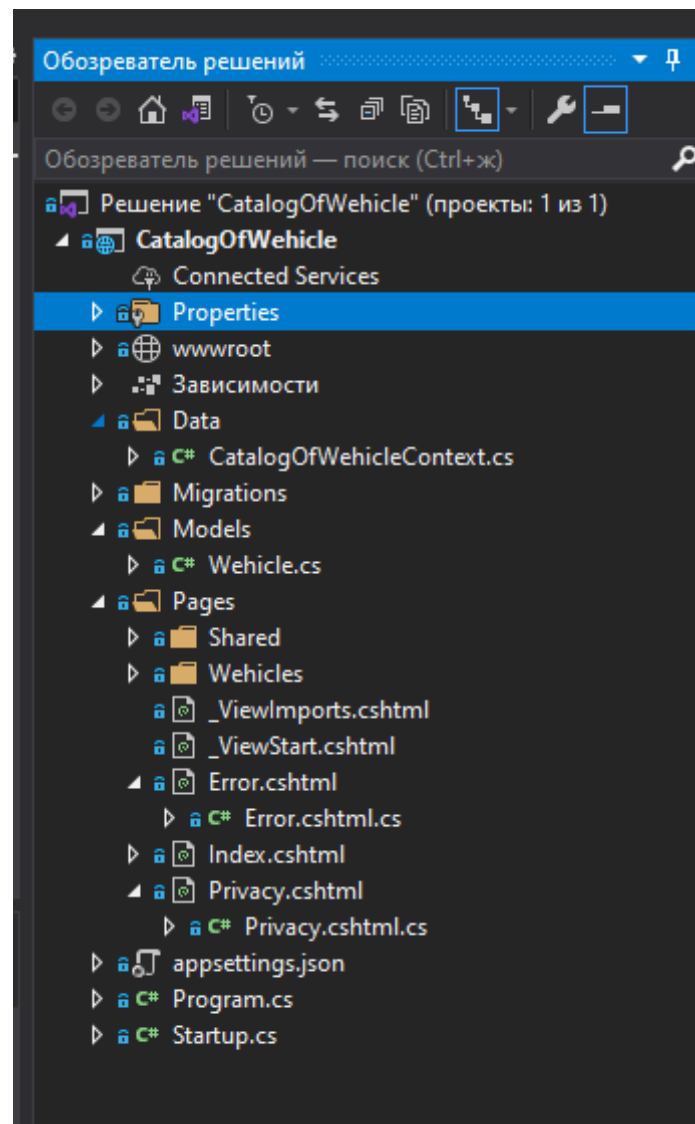 Обозреватель решений
Обозреватель решений — поиск (Ctrl+ж)
Решение "CatalogOfWehicle" (проекты: 1 из 1)
CatalogOfWehicle
Connected Services
Properties
wwwroot
Зависимости
Data
C# CatalogOfWehicleContext.cs
Migrations
Models
C# Wehicle.cs
Pages
Shared
Wehicles
_ViewImports.cshtml
_ViewStart.cshtml
Error.cshtml
C# Error.cshtml.cs
Index.cshtml
Privacy.cshtml
C# Privacy.cshtml.cs
appsettings.json
C# Program.cs
C# Startup.cs